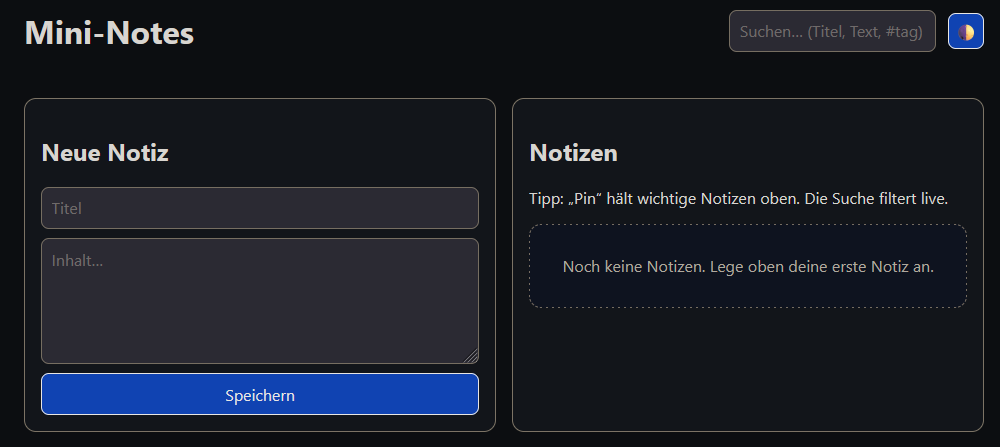 Mini-Notes
Suchen... (Titel, Text, #tag)
Neue Notiz
Titel
Inhalt...
Speichern
Notizen
Tipp: „Pin“ hält wichtige Notizen oben. Die Suche filtert live.
Noch keine Notizen. Lege oben deine erste Notiz an.